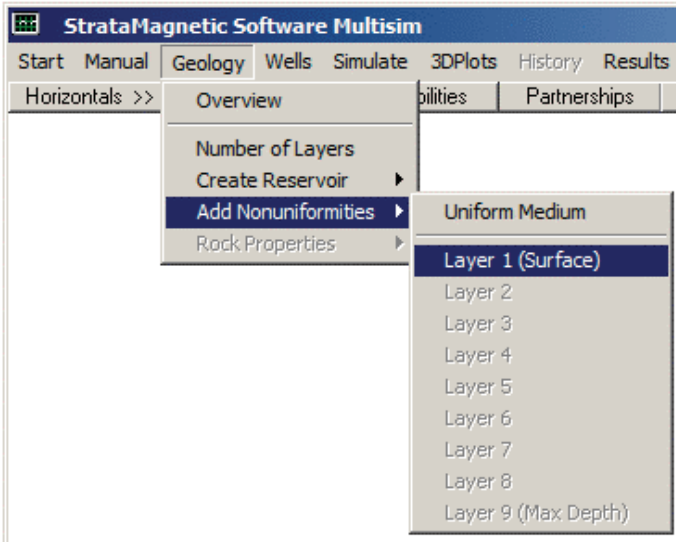 StrataMagnetic Software Multisim
Start Manual Geology Wells Simulate 3DPlots History Results
Horizontals >> bilities Partnerships
Overview
Number of Layers
Create Reservoir
Add Nonuniformities
Rock Properties
Uniform Medium
Layer 1 (Surface)
Layer 2
Layer 3
Layer 4
Layer 5
Layer 6
Layer 7
Layer 8
Layer 9 (Max Depth)